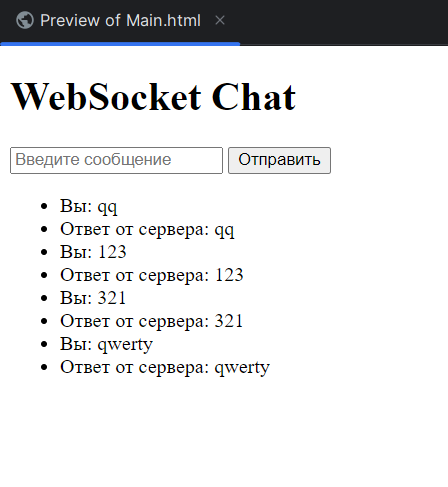 Preview of Main.html
WebSocket Chat
Введите сообщение Отправить
Вы: qq
Ответ от сервера: qq
Вы: 123
Ответ от сервера: 123
Вы: 321
Ответ от сервера: 321
Вы: qwerty
Ответ от сервера: qwerty